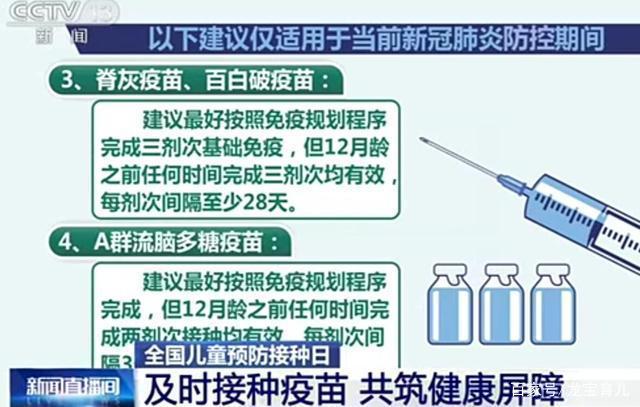 CCTV 13
新闻
以下建议仅适用于当前新冠肺炎防控期间
3、脊灰疫苗、百白破疫苗：
建议最好按照免疫规划程序
完成三剂次基础免疫，但12月龄
之前任何时间完成三剂次均有效，
每剂次间隔至少28天。
4、A群流脑多糖疫苗：
建议最好按照免疫规划程序
完成，但12月龄之前任何时间完
成两剂次接种均有效，每剂次间
隔3
全国儿童预防接种日
新闻直播间
及时接种疫苗 共筑健康屏障
百家号/龙宝育儿